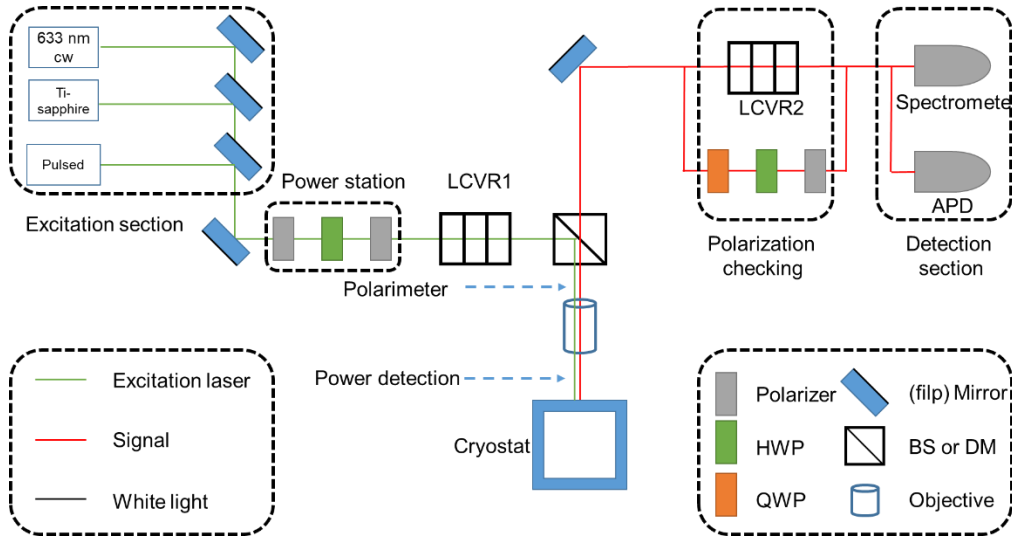 633 nm
cw
Ti-
sapphire
Pulsed
Excitation section
Power station
LCVR1
Polarimeter
Power detection
Cryostat
LCVR2
Polarization
checking
Spectromete
APD
Detection
section
Excitation laser
Signal
White light
Polarizer
HWP
QWP
(filp) Mirror
BS or DM
Objective